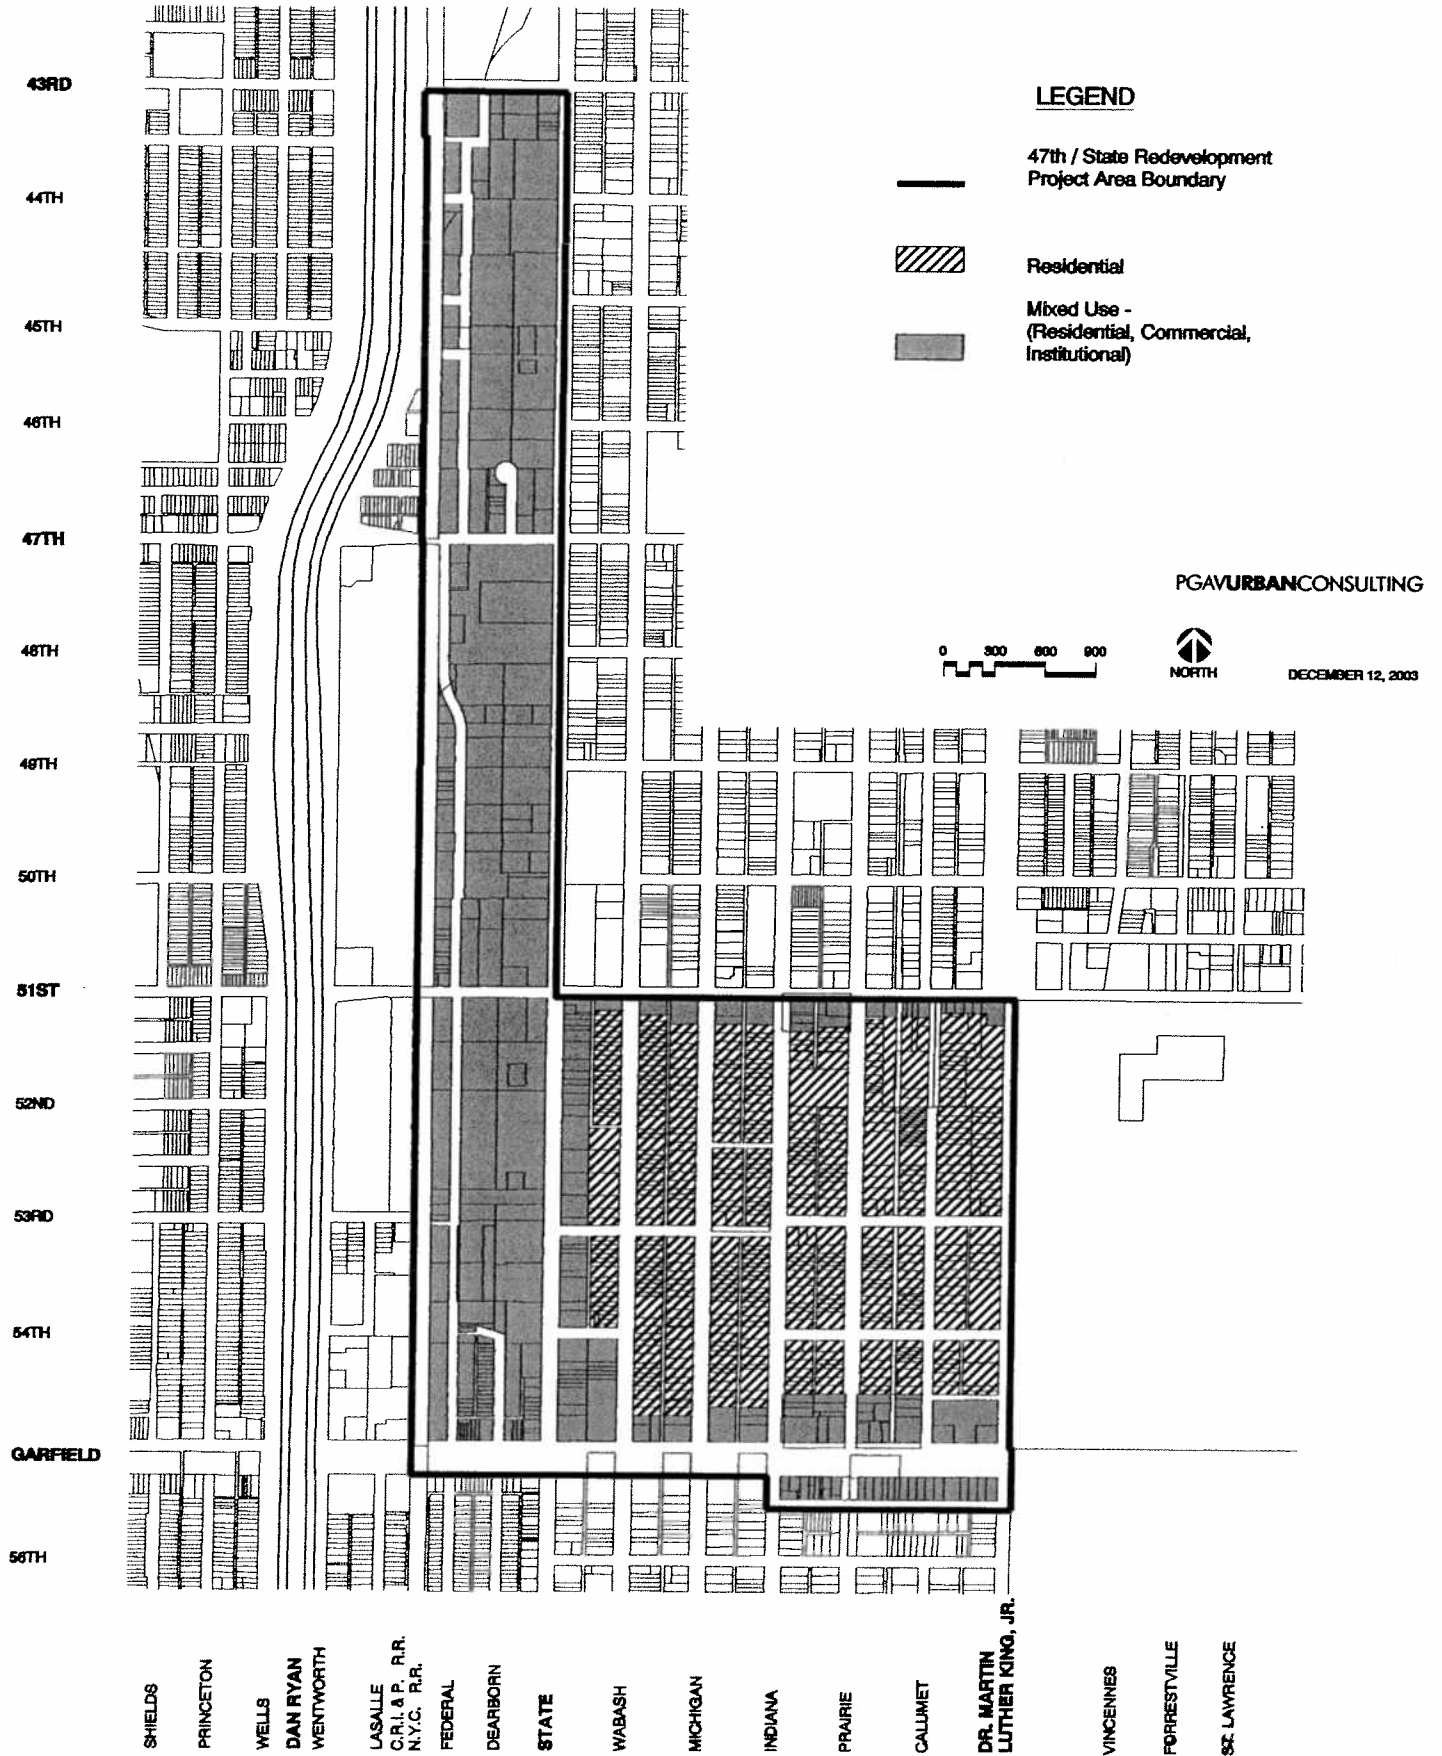 43RD
44TH
45TH
46TH
47TH
48TH
49TH
50TH
51ST
52ND
53RD
54TH
GARFIELD
56TH
LEGEND
47th / State Redevelopment
Project Area Boundary
Residential
Mixed Use -
(Residential, Commercial,
Institutional)
PGAVURBANCONSULTING
0 300 600 900
NORTH
DECEMBER 12, 2003
SHIELDS
PRINCETON
WELLS
DAN RYAN
WENTWORTH
LASALLE
C.R.I. & P. R.R.
N.Y.C. R.R.
FEDERAL
DEARBORN
STATE
WABASH
MICHIGAN
INDIANA
PRAIRIE
CALUMET
DR. MARTIN
LUTHER KING, JR.
VINCENNES
FORRESTVILLE
ST. LAWRENCE